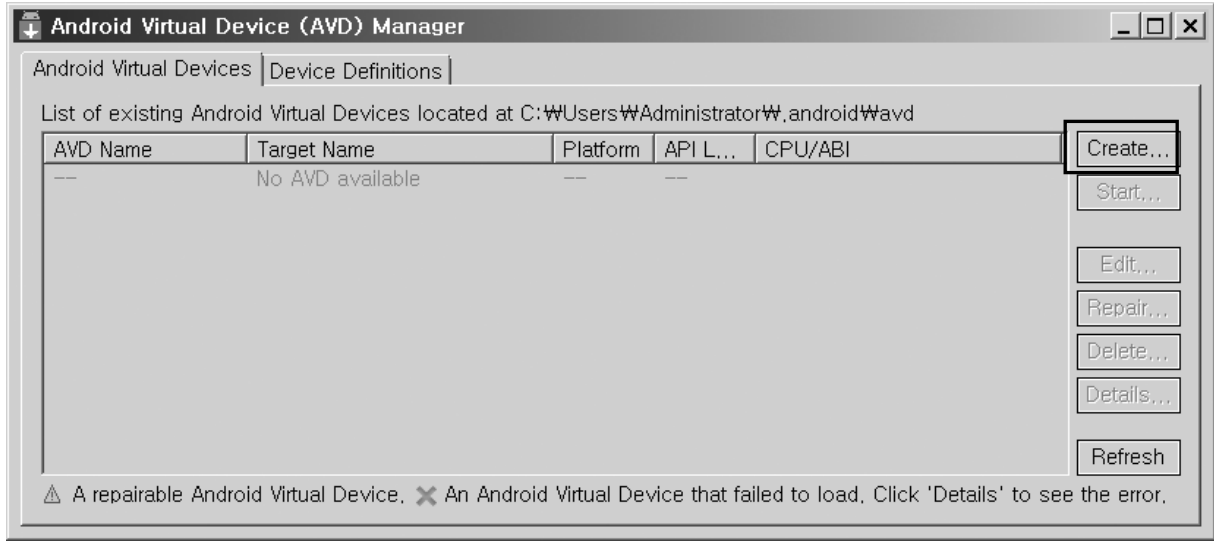 Android Virtual Device (AVD) Manager
Android Virtual Devices Device Definitions
List of existing Android Virtual Devices located at C:₩Users₩Administrator₩.android₩avd
AVD Name Target Name Platform API L... CPU/ABI
-- No AVD available -- --
Create...
Start...
Edit...
Repair...
Delete...
Details...
Refresh
A repairable Android Virtual Device. An Android Virtual Device that failed to load. Click 'Details' to see the error.